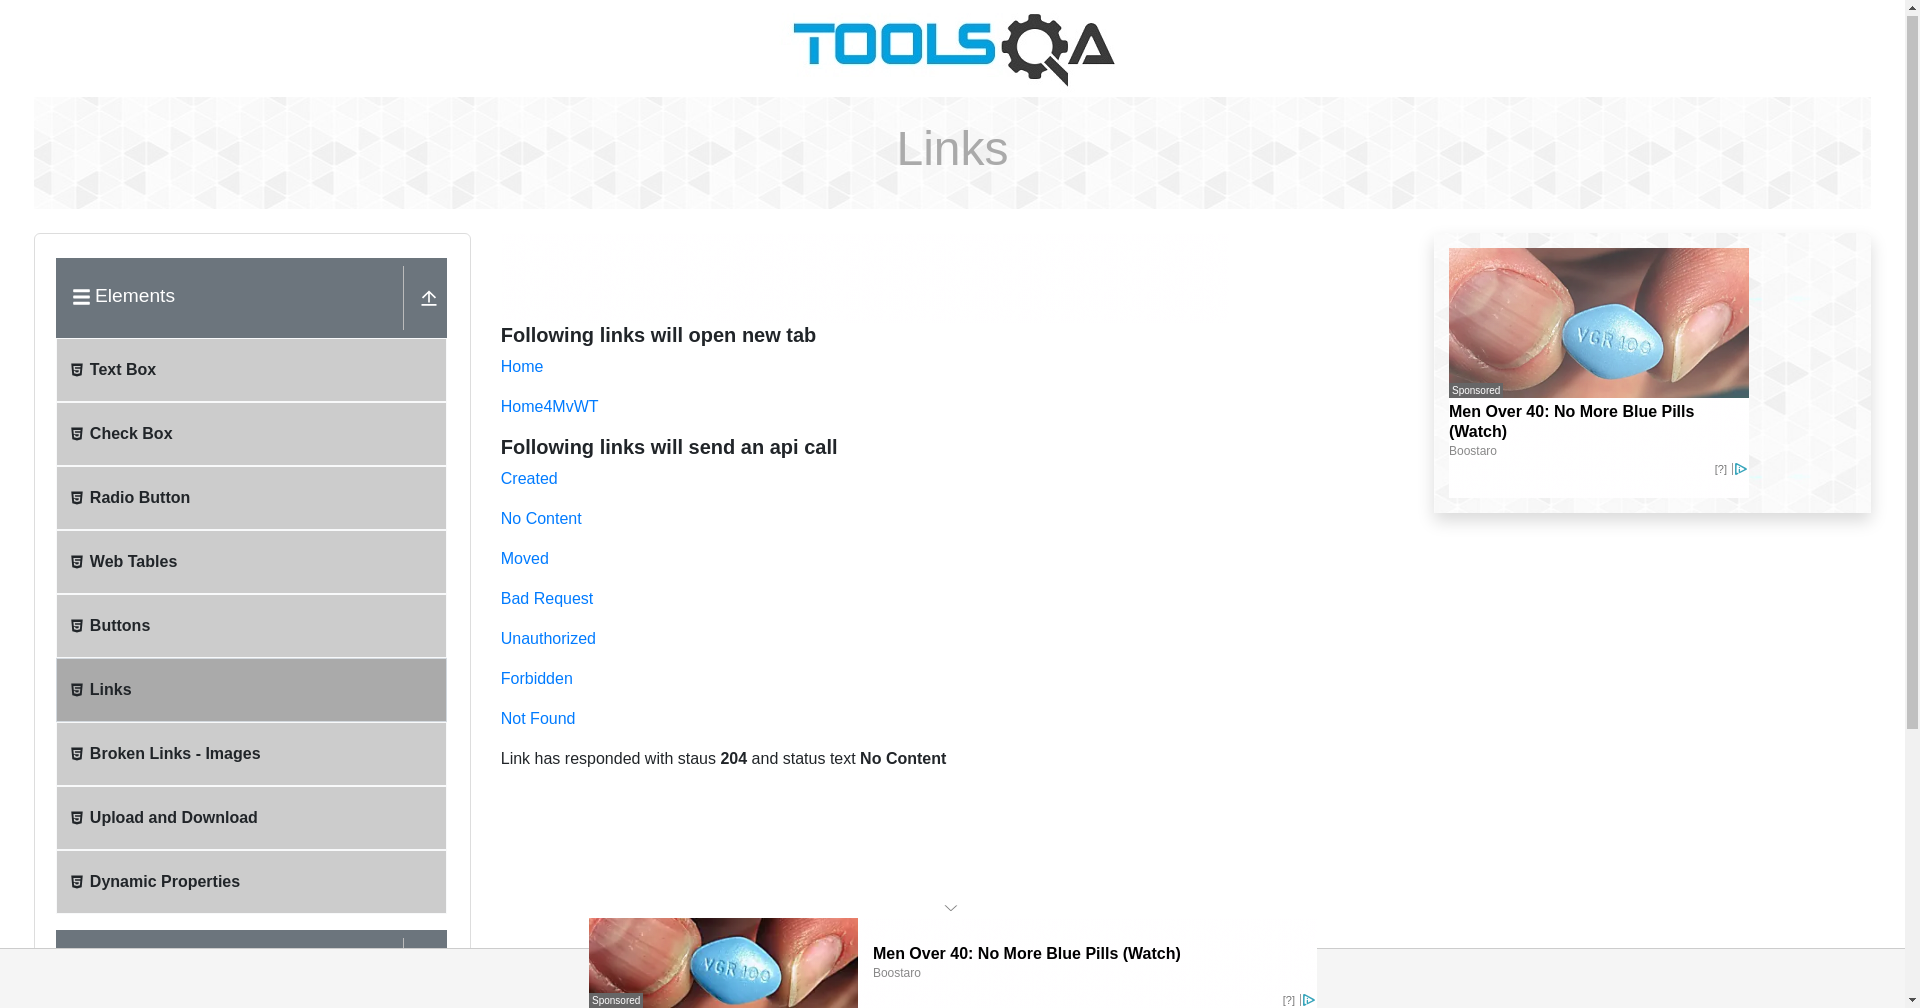 TOOLSQA
Links
Elements
Text Box
Check Box
Radio Button
Web Tables
Buttons
Links
Broken Links - Images
Upload and Download
Dynamic Properties
Following links will open new tab
Home
Home4MvWT
Following links will send an api call
Created
No Content
Moved
Bad Request
Unauthorized
Forbidden
Not Found
Link has responded with staus 204 and status text No Content
VGR 100
Sponsored
Men Over 40: No More Blue Pills
(Watch)
Boostaro
[?]
VGR 100
Sponsored
Men Over 40: No More Blue Pills (Watch)
Boostaro
[?]